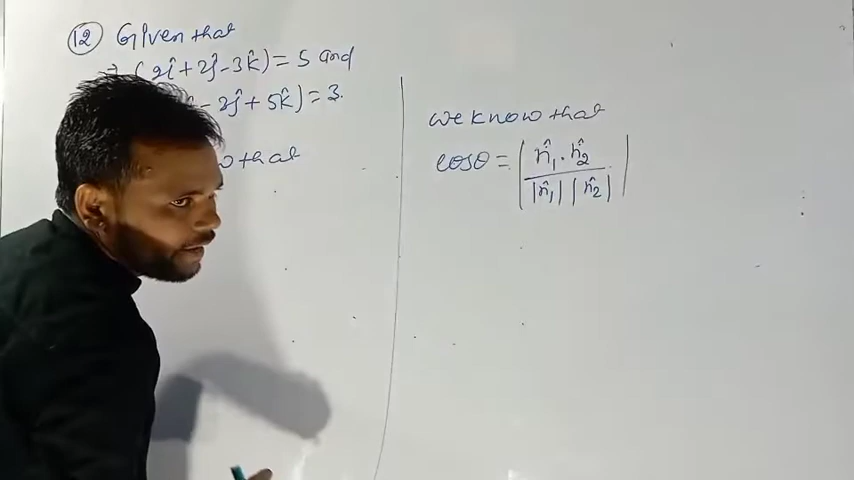 12 Given that
(2î+2ĵ-3k̂)=5 and
-2ĵ+5k̂)=3.
that
we know that
cosθ = | n̂₁·n̂₂ / |n̂₁| |n̂₂| |